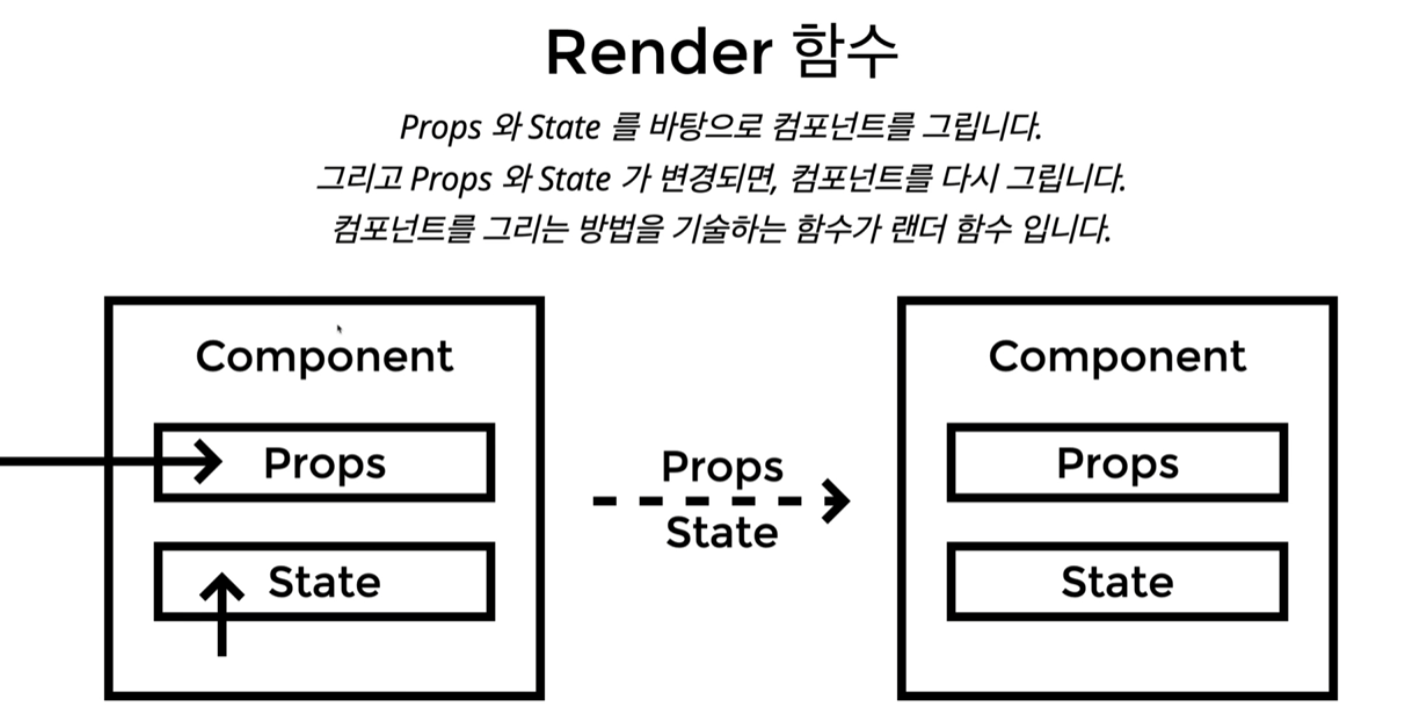 Render 함수
Props 와 State 를 바탕으로 컴포넌트를 그립니다.
그리고 Props 와 State 가 변경되면, 컴포넌트를 다시 그립니다.
컴포넌트를 그리는 방법을 기술하는 함수가 랜더 함수 입니다.
Component
Props
State
Props
State
Component
Props
State